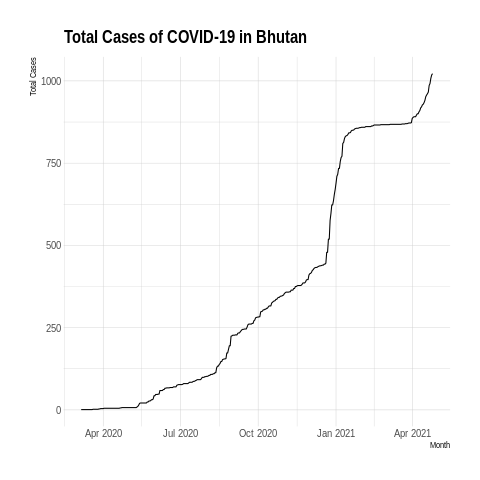 Total Cases of COVID-19 in Bhutan
Total Cases
1000
750
500
250
0
Apr 2020 Jul 2020 Oct 2020 Jan 2021 Apr 2021
Month